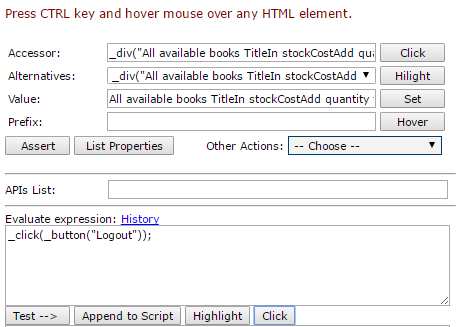 Press CTRL key and hover mouse over any HTML element.
Accessor: _div("All available books TitleIn stockCostAdd qua Click
Alternatives: _div("All available books TitleIn stockCostAdd Hilight
Value: All available books TitleIn stockCostAdd quantity Set
Prefix: Hover
Assert List Properties Other Actions: -- Choose --
APIs List:
Evaluate expression: History
_click(_button("Logout"));
Test --> Append to Script Highlight Click